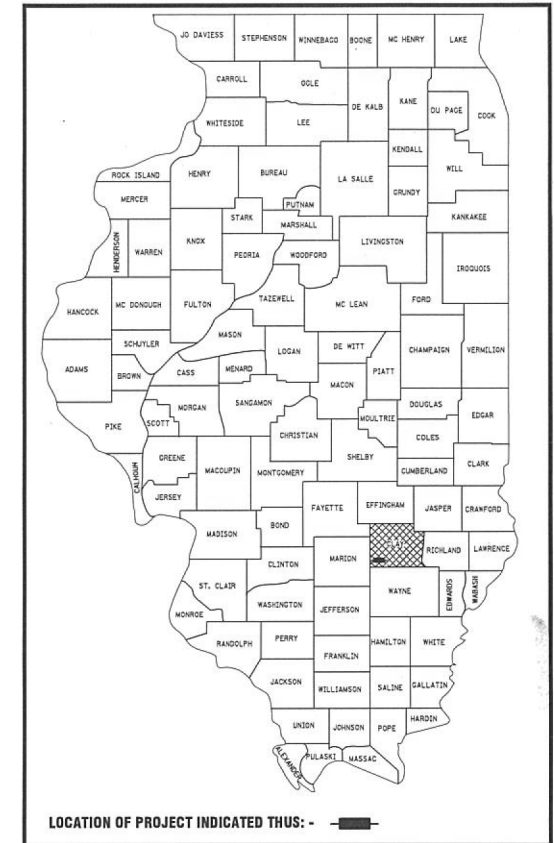 JO DAVIESS STEPHENSON WINNEBAGO BOONE MC HENRY LAKE
CARROLL OGLE DE KALB KANE DU PAGE COOK
WHITESIDE LEE
KENDALL WILL
ROCK ISLAND HENRY BUREAU LA SALLE GRUNDY
MERCER PUTNAM KANKAKEE
STARK MARSHALL
HENDERSON WARREN KNOX PEORIA WOODFORD LIVINGSTON IROQUOIS
HANCOCK MC DONOUGH FULTON TAZEWELL MC LEAN FORD
MASON
SCHUYLER LOGAN DE WITT CHAMPAIGN VERMILION
ADAMS BROWN CASS MENARD MACON PIATT
MORGAN SANGAMON DOUGLAS EDGAR
PIKE SCOTT CHRISTIAN MOULTRIE COLES
GREENE MACOUPIN MONTGOMERY SHELBY CUMBERLAND CLARK
CALHOUN JERSEY
FAYETTE EFFINGHAM JASPER CRAWFORD
MADISON BOND
CLAY RICHLAND LAWRENCE
CLINTON MARION
ST. CLAIR WAYNE EDWARDS WABASH
WASHINGTON JEFFERSON
MONROE
RANDOLPH PERRY HAMILTON WHITE
FRANKLIN
JACKSON WILLIAMSON SALINE GALLATIN
UNION JOHNSON POPE HARDIN
ALEXANDER PULASKI MASSAC
LOCATION OF PROJECT INDICATED THUS: -